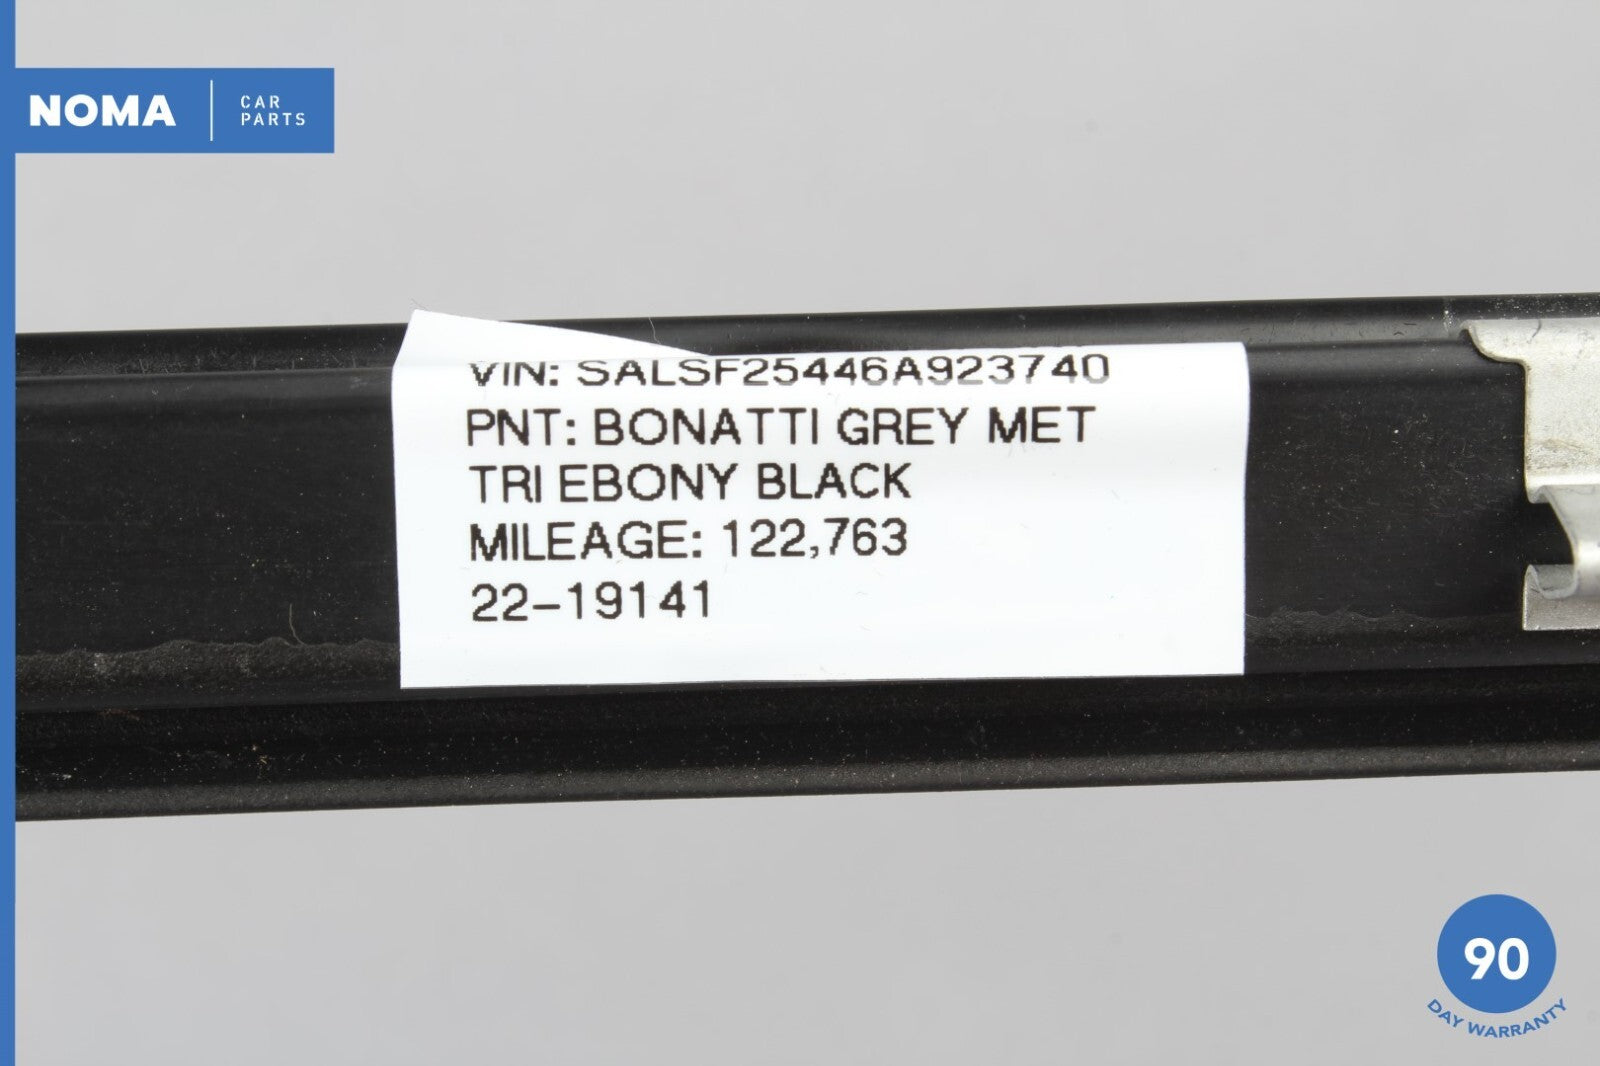 NOMA
CAR
PARTS
VIN: SALSF25446A923740
PNT: BONATTI GREY MET
TRI EBONY BLACK
MILEAGE: 122,763
22-19141
90
DAY WARRANTY